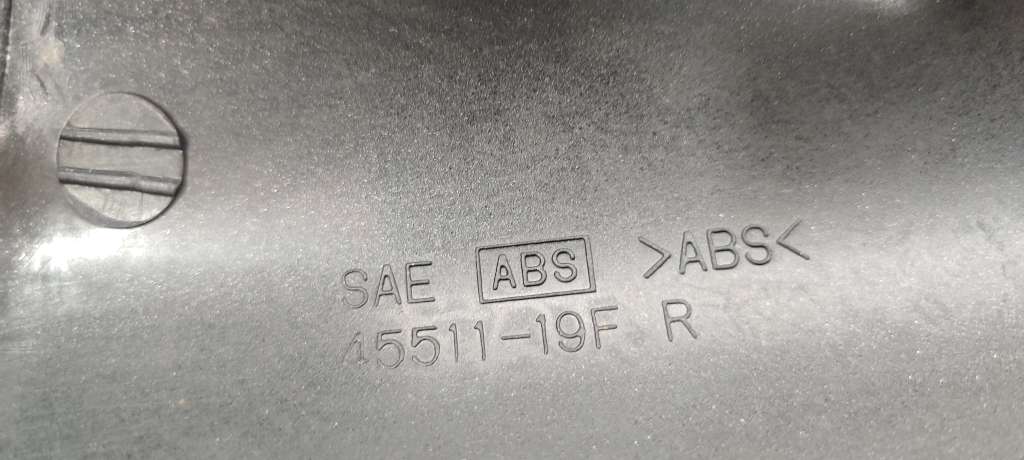 SAE ABS >ABS<
45511-19F R